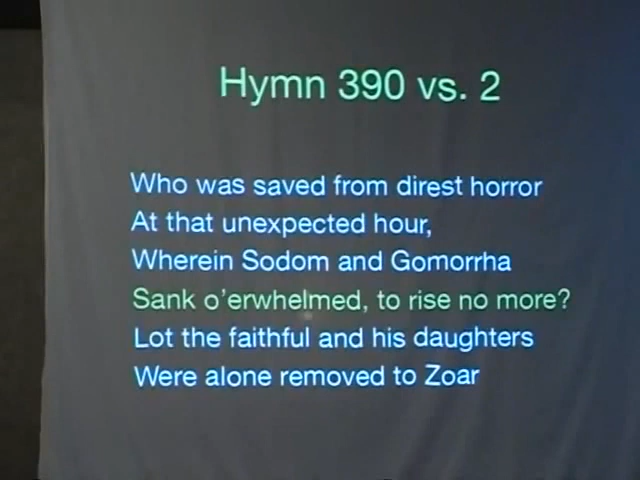 Hymn 390 vs. 2
Who was saved from direst horror
At that unexpected hour,
Wherein Sodom and Gomorrha
Sank o'erwhelmed, to rise no more?
Lot the faithful and his daughters
Were alone removed to Zoar